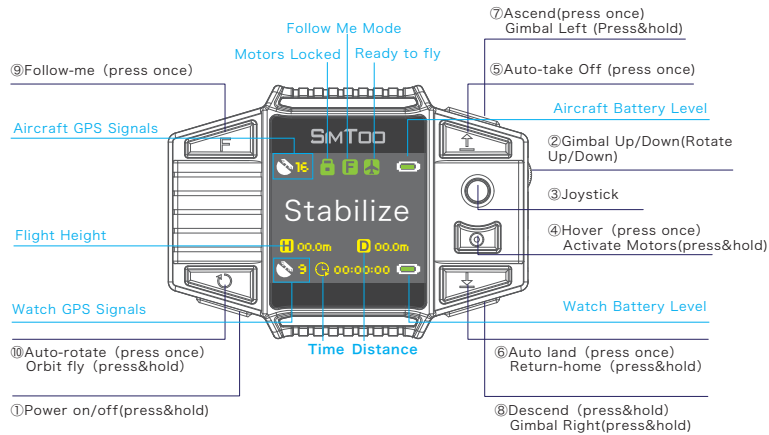 ⑦Ascend(press once)
Gimbal Left (Press&hold)
Follow Me Mode
Motors Locked
Ready to fly
⑨Follow-me (press once)
⑤Auto-take Off (press once)
Aircraft GPS Signals
Aircraft Battery Level
F
SIMTOO
②Gimbal Up/Down(Rotate
Up/Down)
16
F
③Joystick
Stabilize
④Hover (press once)
Activate Motors(press&hold)
Flight Height
H 00.0m
D 00.0m
9
00:00:00
Watch GPS Signals
Watch Battery Level
Time Distance
⑩Auto-rotate (press once)
Orbit fly (press&hold)
⑥Auto land (press once)
Return-home (press&hold)
①Power on/off(press&hold)
⑧Descend (press&hold)
Gimbal Right(press&hold)